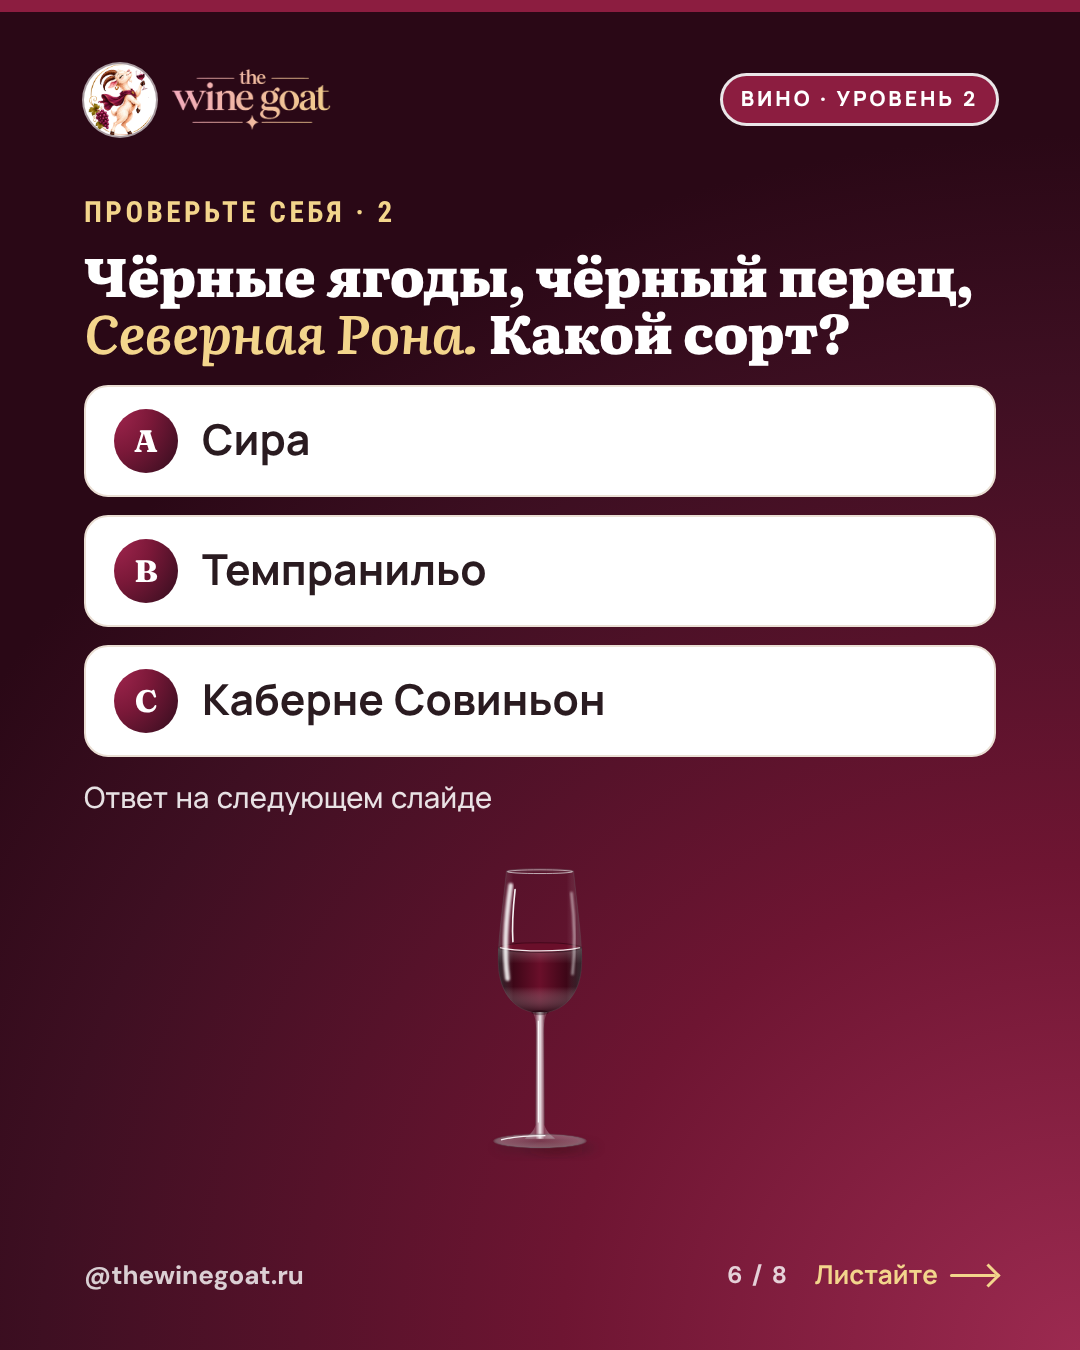 the
wine goat
ВИНО · УРОВЕНЬ 2
ПРОВЕРЬТЕ СЕБЯ · 2
Чёрные ягоды, чёрный перец,
Северная Рона. Какой сорт?
A Сира
B Темпранильо
C Каберне Совиньон
Ответ на следующем слайде
@thewinegoat.ru
6 / 8 Листайте